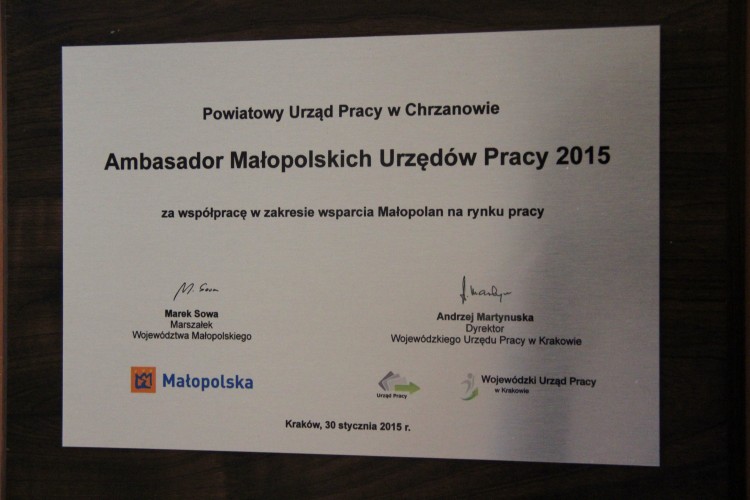 Powiatowy Urząd Pracy w Chrzanowie
Ambasador Małopolskich Urzędów Pracy 2015
za współpracę w zakresie wsparcia Małopolan na rynku pracy
M. Sowa
A. Martynuska
Marek Sowa
Marszałek
Województwa Małopolskiego
Andrzej Martynuska
Dyrektor
Wojewódzkiego Urzędu Pracy w Krakowie
Małopolska
Urząd Pracy
Wojewódzki Urząd Pracy
w Krakowie
Kraków, 30 stycznia 2015 r.